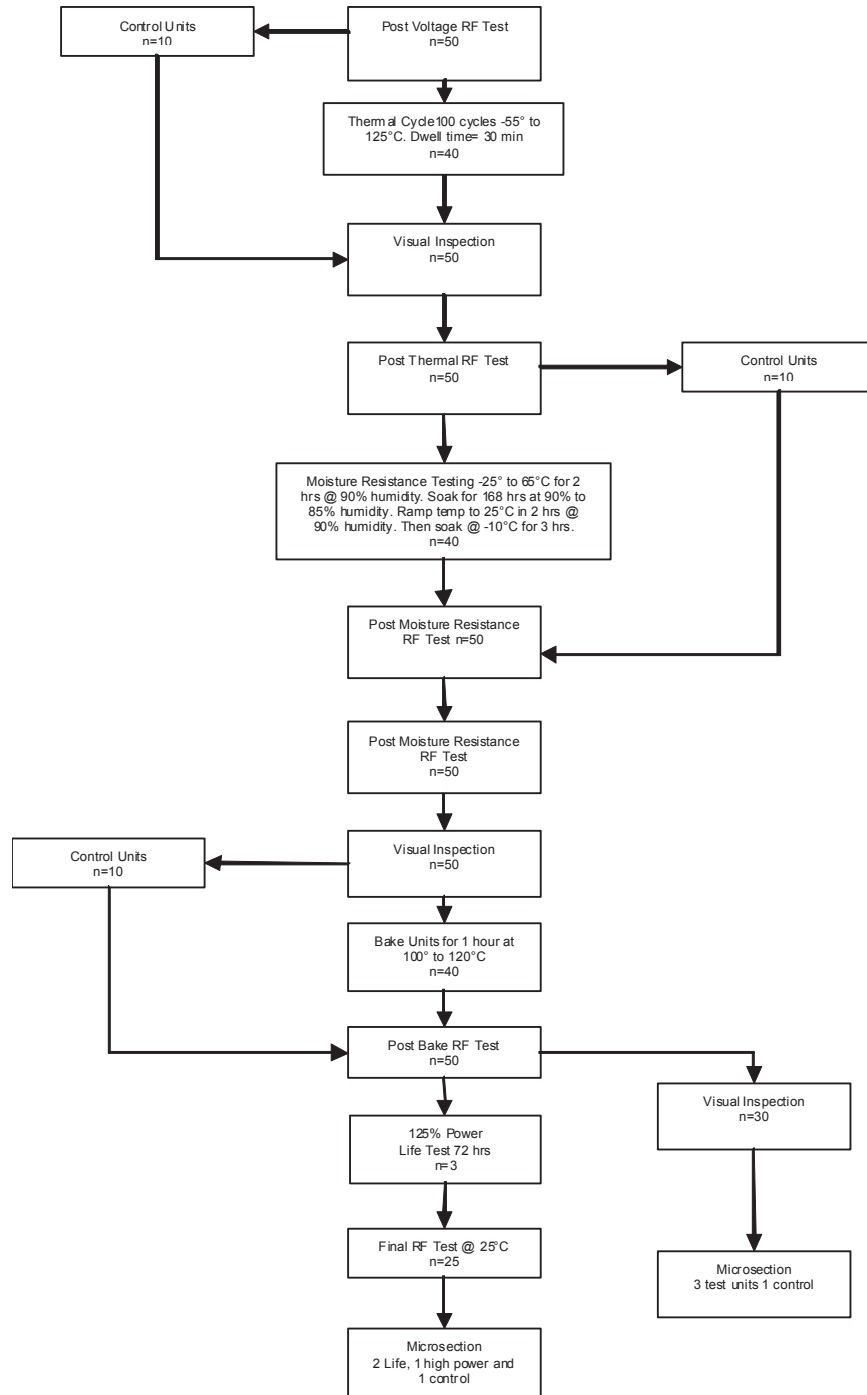 Control Units
n=10
Post Voltage RF Test
n=50
Thermal Cycle100 cycles -55° to
125°C. Dwell time= 30 min
n=40
Visual Inspection
n=50
Post Thermal RF Test
n=50
Control Units
n=10
Moisture Resistance Testing -25° to 65°C for 2
hrs @ 90% humidity. Soak for 168 hrs at 90% to
85% humidity. Ramp temp to 25°C in 2 hrs @
90% humidity. Then soak @ -10°C for 3 hrs.
n=40
Post Moisture Resistance
RF Test n=50
Post Moisture Resistance
RF Test
n=50
Visual Inspection
n=50
Control Units
n=10
Bake Units for 1 hour at
100° to 120°C
n=40
Post Bake RF Test
n=50
Visual Inspection
n=30
125% Power
Life Test 72 hrs
n=3
Final RF Test @ 25°C
n=25
Microsection
3 test units 1 control
Microsection
2 Life, 1 high power and
1 control